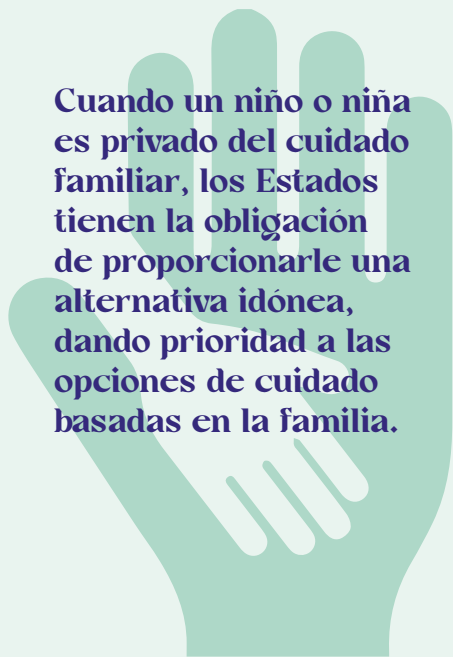 Cuando un niño o niña
es privado del cuidado
familiar, los Estados
tienen la obligación
de proporcionarle una
alternativa idónea,
dando prioridad a las
opciones de cuidado
basadas en la familia.